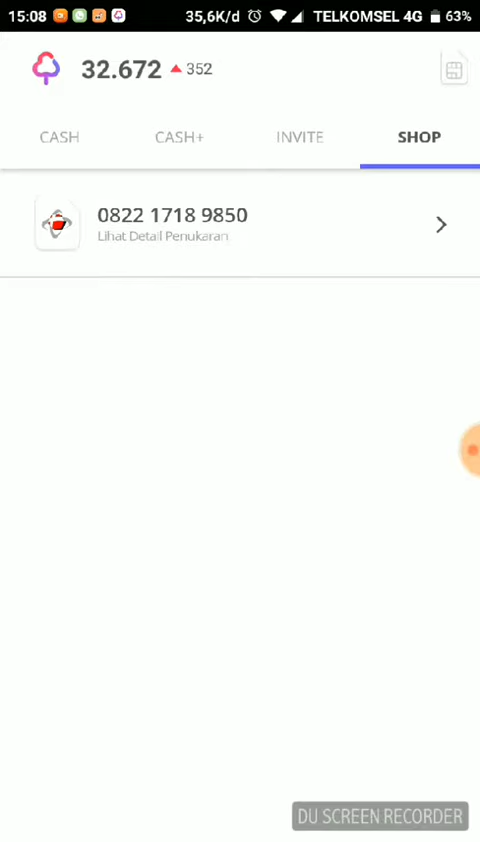 15:08 35,6K/d TELKOMSEL 4G 63%
32.672 352
CASH CASH+ INVITE SHOP
0822 1718 9850
Lihat Detail Penukaran
DU SCREEN RECORDER